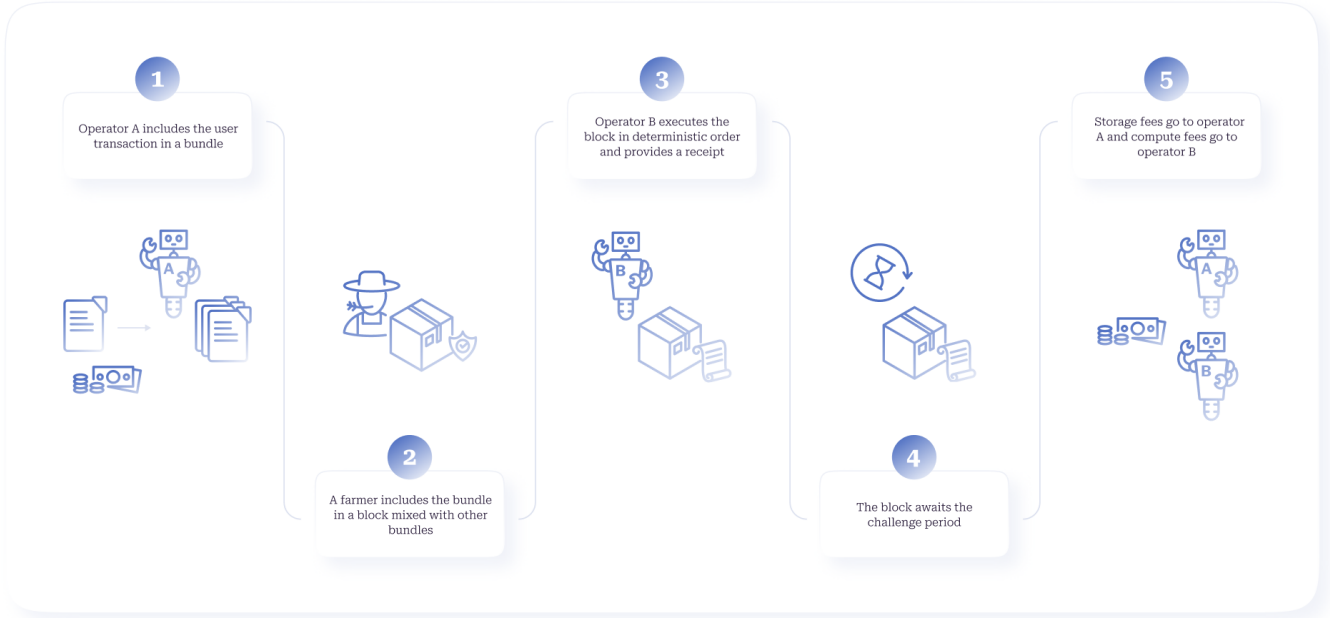 1
Operator A includes the user
transaction in a bundle
A
2
A farmer includes the bundle
in a block mixed with other
bundles
3
Operator B executes the
block in deterministic order
and provides a receipt
B
4
The block awaits the
challenge period
5
Storage fees go to operator
A and compute fees go to
operator B
A
B